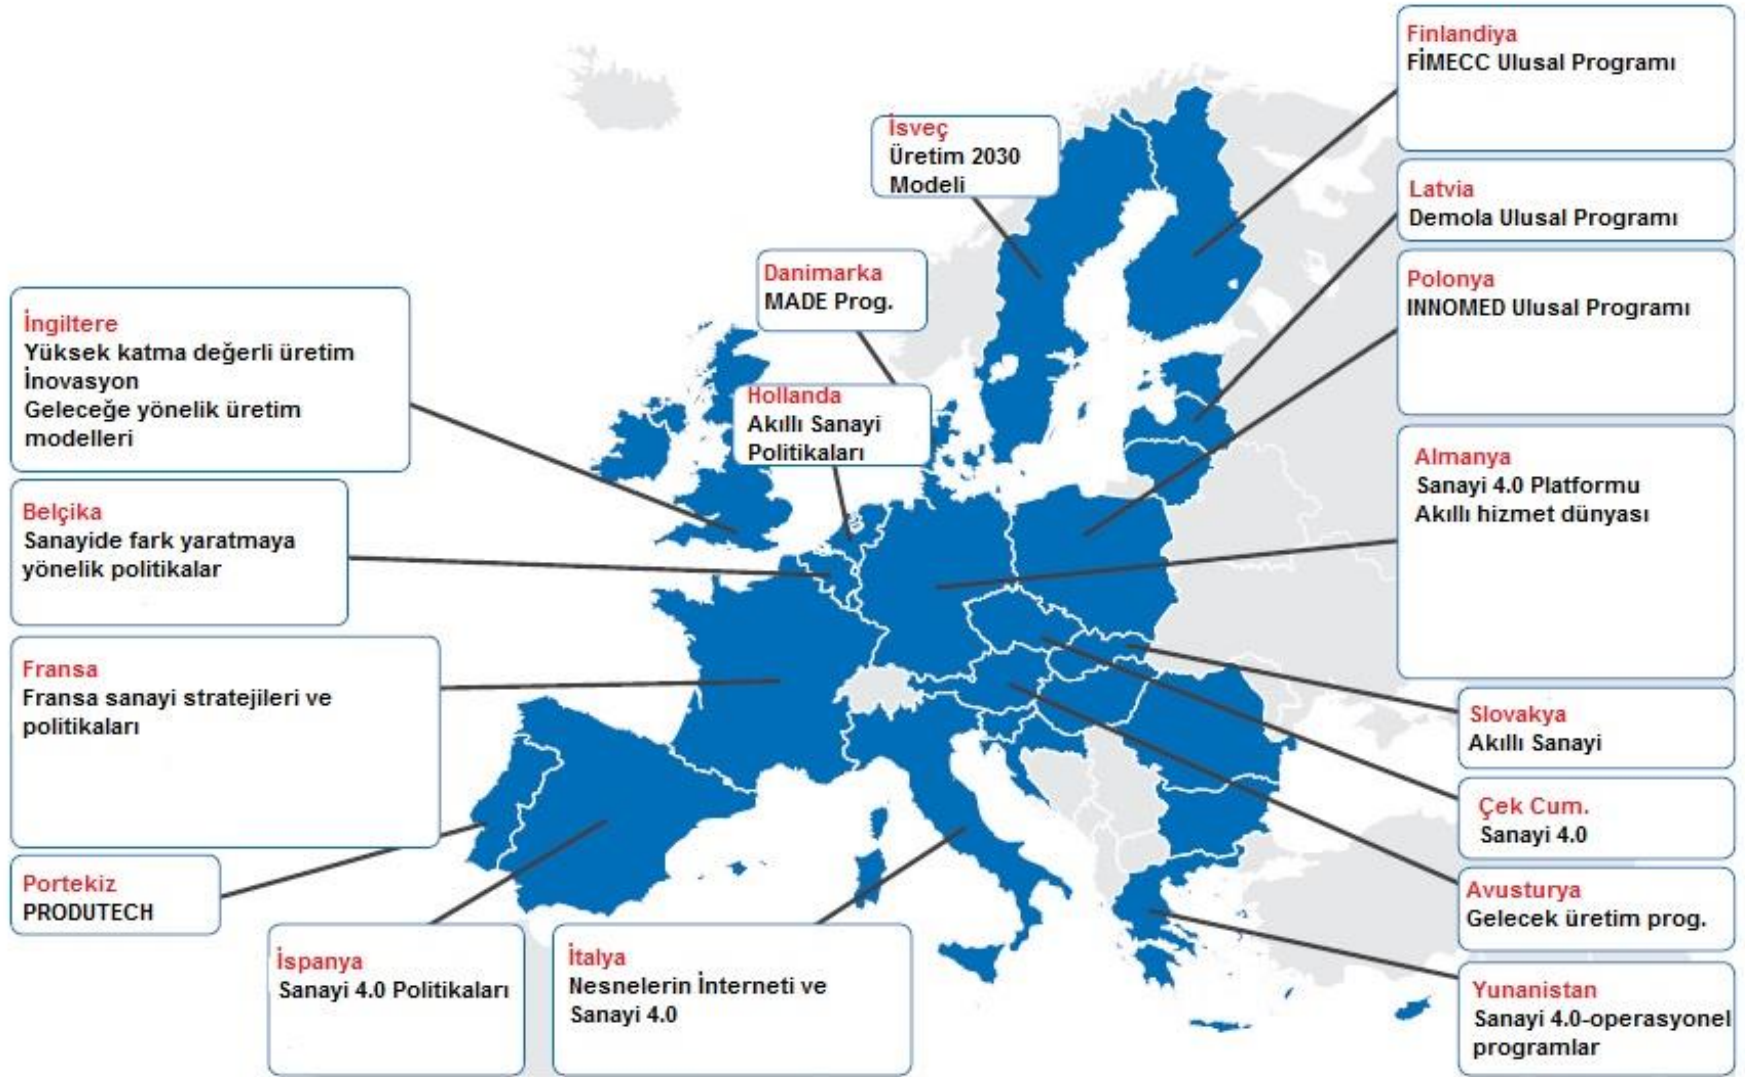 Finlandiya
FİMECC Ulusal Programı
İsveç
Üretim 2030
Modeli
Latvia
Demola Ulusal Programı
Danimarka
MADE Prog.
Polonya
INNOMED Ulusal Programı
İngiltere
Yüksek katma değerli üretim
İnovasyon
Geleceğe yönelik üretim
modelleri
Hollanda
Akıllı Sanayi
Politikaları
Almanya
Sanayi 4.0 Platformu
Akıllı hizmet dünyası
Belçika
Sanayide fark yaratmaya
yönelik politikalar
Fransa
Fransa sanayi stratejileri ve
politikaları
Slovakya
Akıllı Sanayi
Çek Cum.
Sanayi 4.0
Portekiz
PRODUTECH
Avusturya
Gelecek üretim prog.
İspanya
Sanayi 4.0 Politikaları
İtalya
Nesnelerin İnterneti ve
Sanayi 4.0
Yunanistan
Sanayi 4.0-operasyonel
programlar